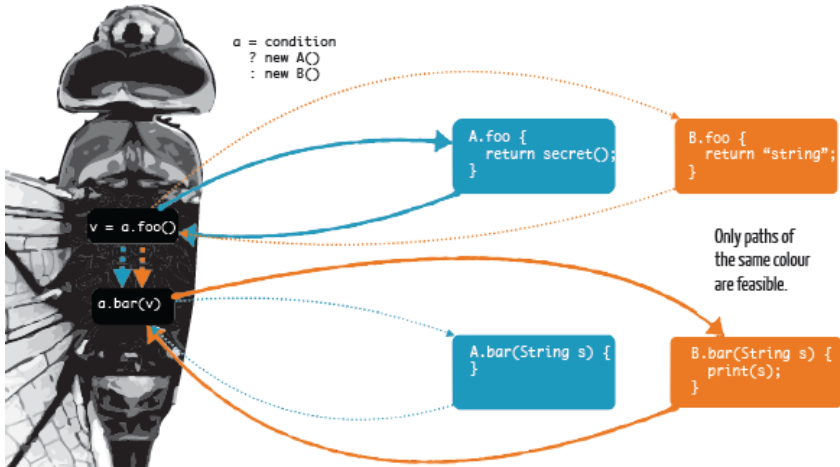 a = condition
? new A()
: new B()
A.foo {
return secret();
}
B.foo {
return “string”;
}
v = a.foo()
Only paths of
the same colour
are feasible.
a.bar(v)
A.bar(String s) {
}
B.bar(String s) {
print(s);
}